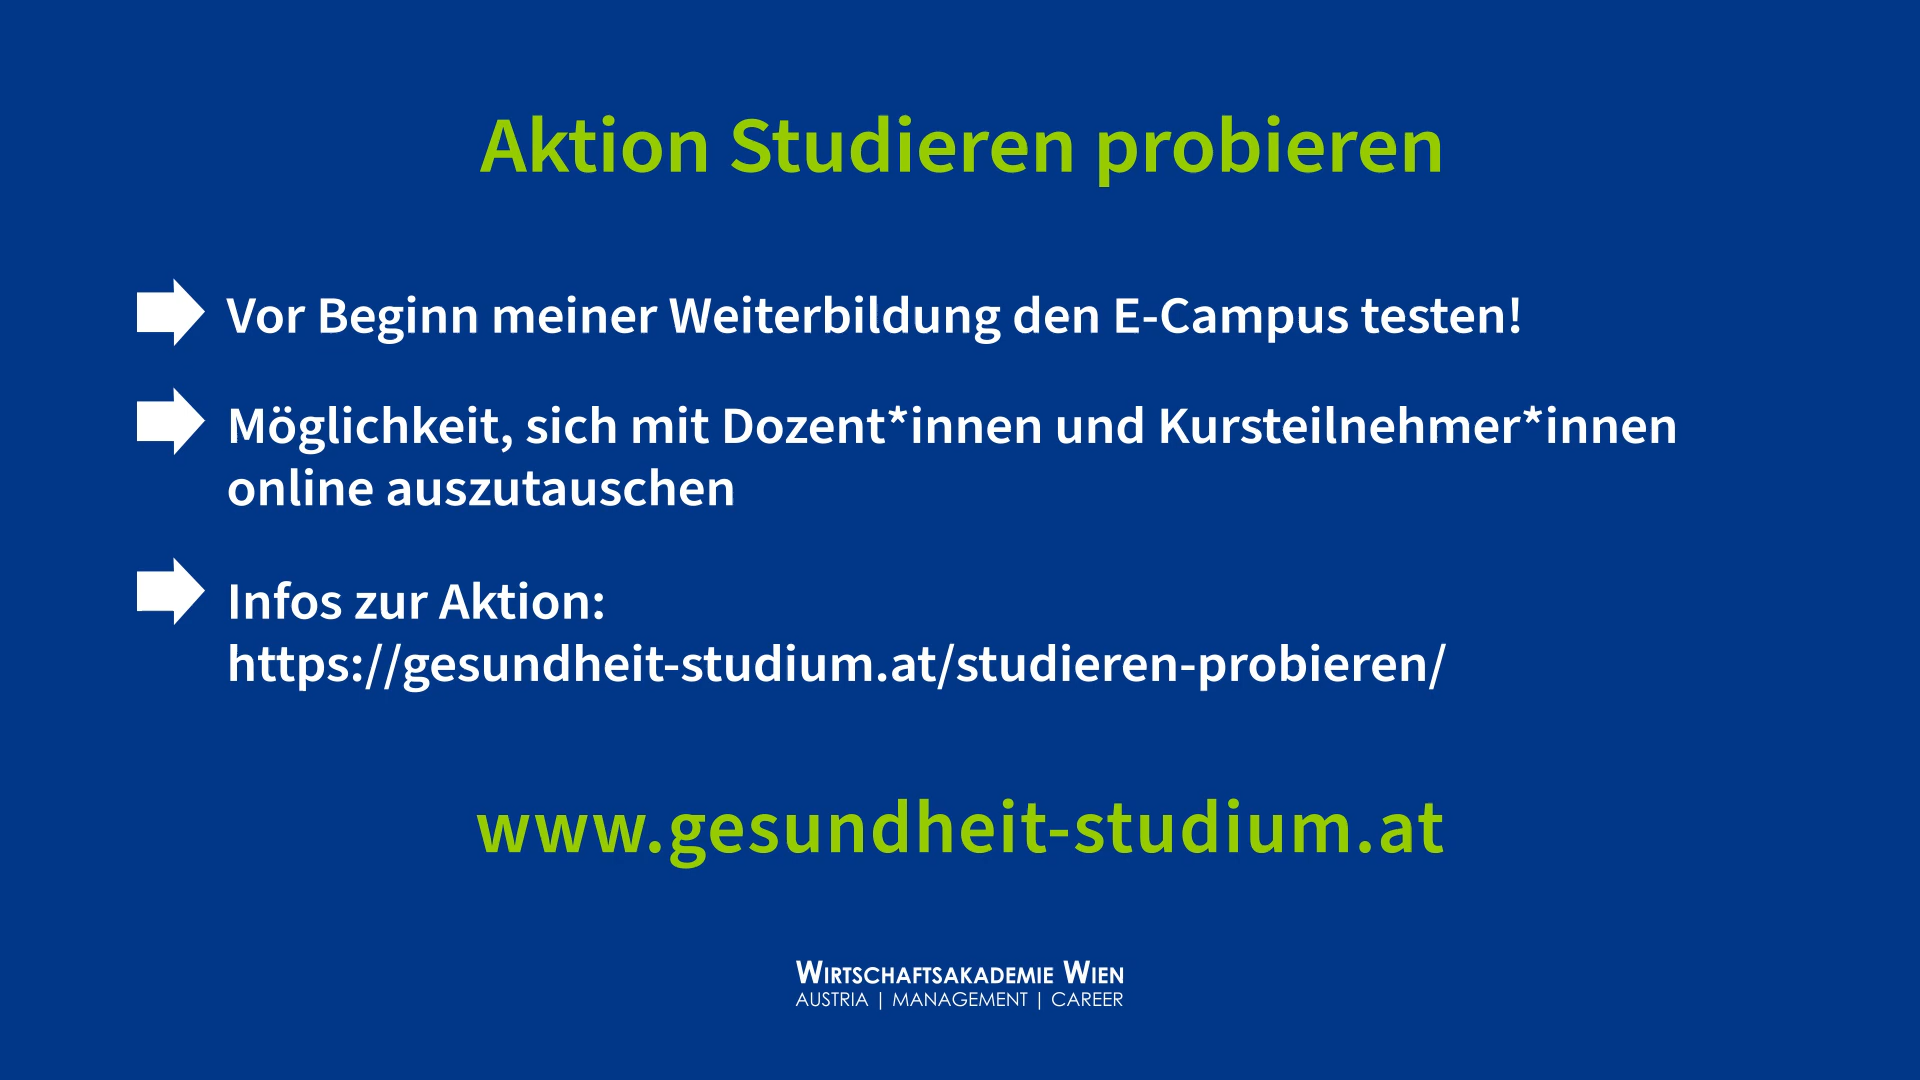 Aktion Studieren probieren
Vor Beginn meiner Weiterbildung den E-Campus testen!
Möglichkeit, sich mit Dozent*innen und Kursteilnehmer*innen
online auszutauschen
Infos zur Aktion:
https://gesundheit-studium.at/studieren-probieren/
www.gesundheit-studium.at
WIRTSCHAFTSAKADEMIE WIEN
AUSTRIA | MANAGEMENT | CAREER